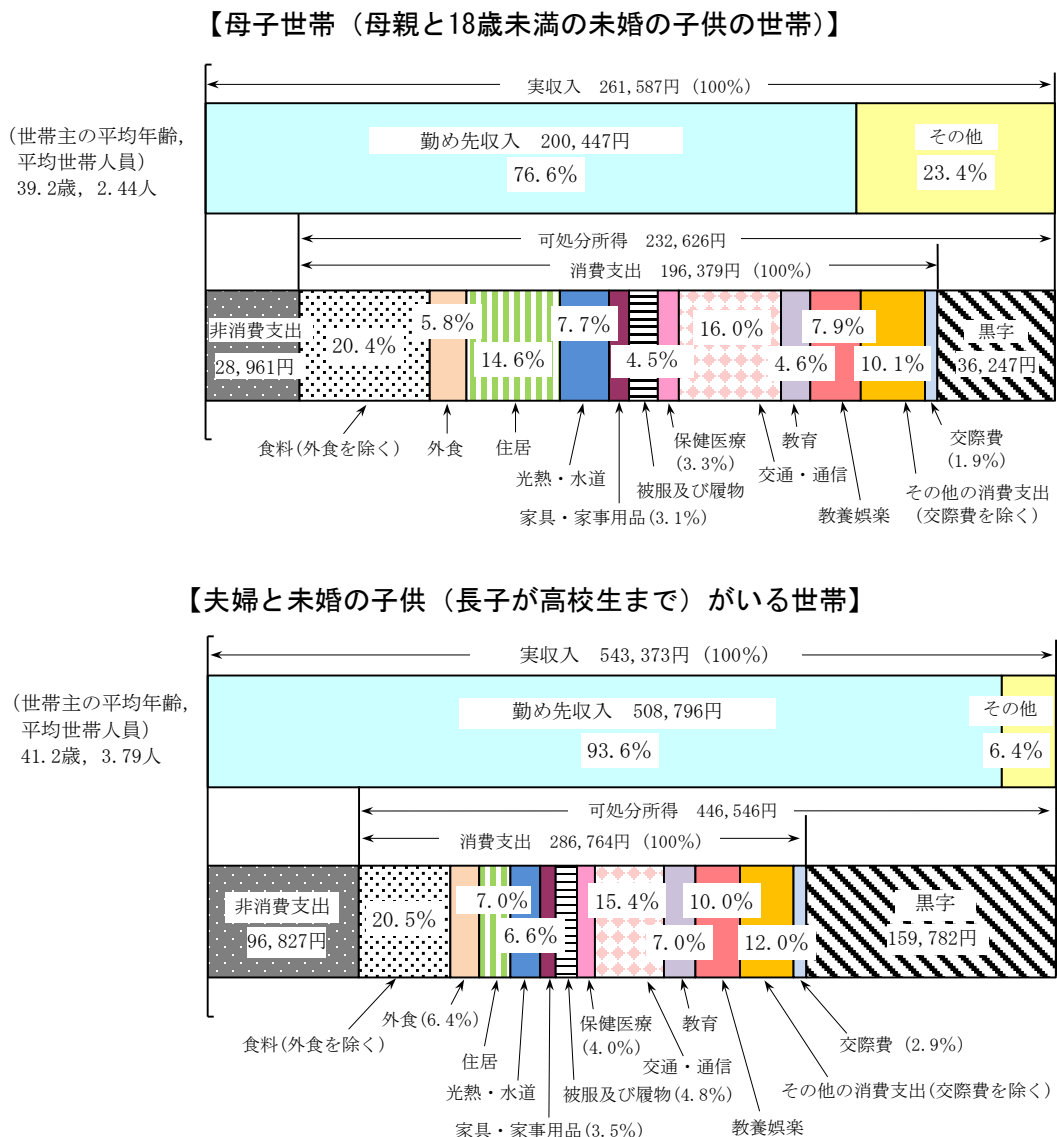 【母子世帯（母親と18歳未満の未婚の子供の世帯)】
実収入　261,587円 (100%)
(世帯主の平均年齢,
平均世帯人員)
39.2歳, 2.44人
勤め先収入　200,447円
76.6%
その他
23.4%
可処分所得　232,626円
消費支出　196,379円 (100%)
非消費支出
28,961円
20.4%
5.8%
14.6%
7.7%
4.5%
16.0%
4.6%
7.9%
10.1%
黒字
36,247円
食料(外食を除く)
外食
住居
光熱・水道
家具・家事用品(3.1%)
被服及び履物
保健医療
(3.3%)
交通・通信
教育
教養娯楽
その他の消費支出
(交際費を除く)
交際費
(1.9%)
【夫婦と未婚の子供（長子が高校生まで）がいる世帯】
実収入　543,373円 (100%)
(世帯主の平均年齢,
平均世帯人員)
41.2歳, 3.79人
勤め先収入　508,796円
93.6%
その他
6.4%
可処分所得　446,546円
消費支出　286,764円 (100%)
非消費支出
96,827円
20.5%
7.0%
6.6%
15.4%
7.0%
10.0%
12.0%
黒字
159,782円
食料(外食を除く)
外食(6.4%)
住居
光熱・水道
家具・家事用品(3.5%)
被服及び履物(4.8%)
保健医療
(4.0%)
交通・通信
教育
教養娯楽
その他の消費支出(交際費を除く)
交際費 (2.9%)